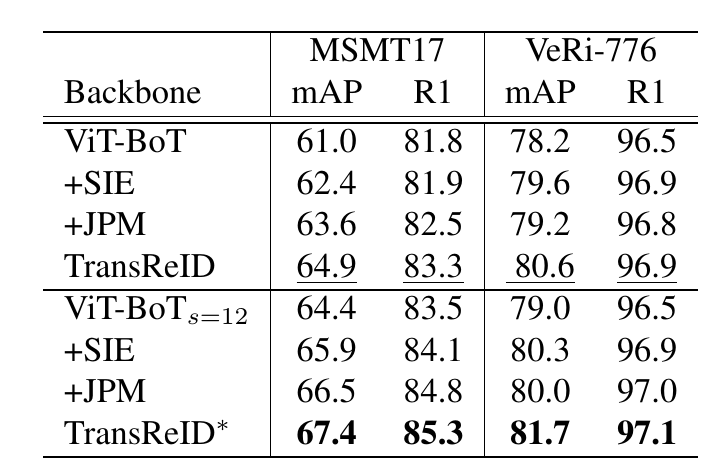 MSMT17 VeRi-776
Backbone mAP R1 mAP R1
ViT-BoT 61.0 81.8 78.2 96.5
+SIE 62.4 81.9 79.6 96.9
+JPM 63.6 82.5 79.2 96.8
TransReID 64.9 83.3 80.6 96.9
ViT-BoTₛ₌₁₂ 64.4 83.5 79.0 96.5
+SIE 65.9 84.1 80.3 96.9
+JPM 66.5 84.8 80.0 97.0
TransReID* 67.4 85.3 81.7 97.1